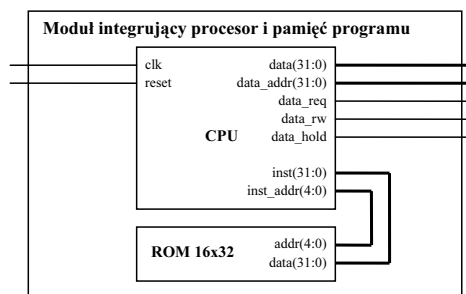 Moduł integrujący procesor i pamięć programu
clk
data(31:0)
reset
data_addr(31:0)
data_req
data_rw
CPU
data_hold
inst(31:0)
inst_addr(4:0)
addr(4:0)
ROM 16x32
data(31:0)